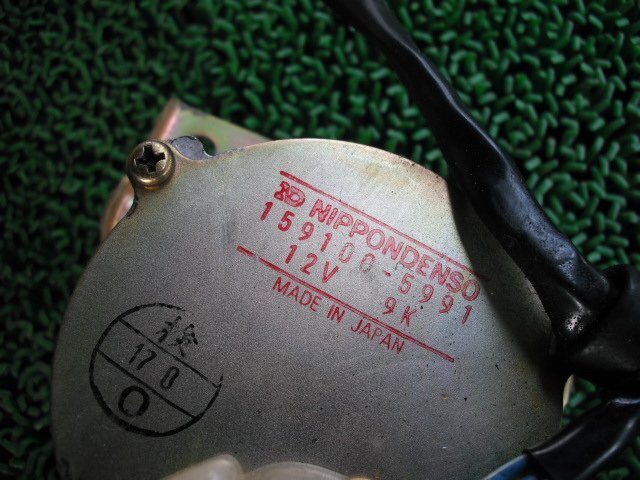 ND NIPPONDENSO
159100-5991
12V 9K
MADE IN JAPAN
検
17 0
O